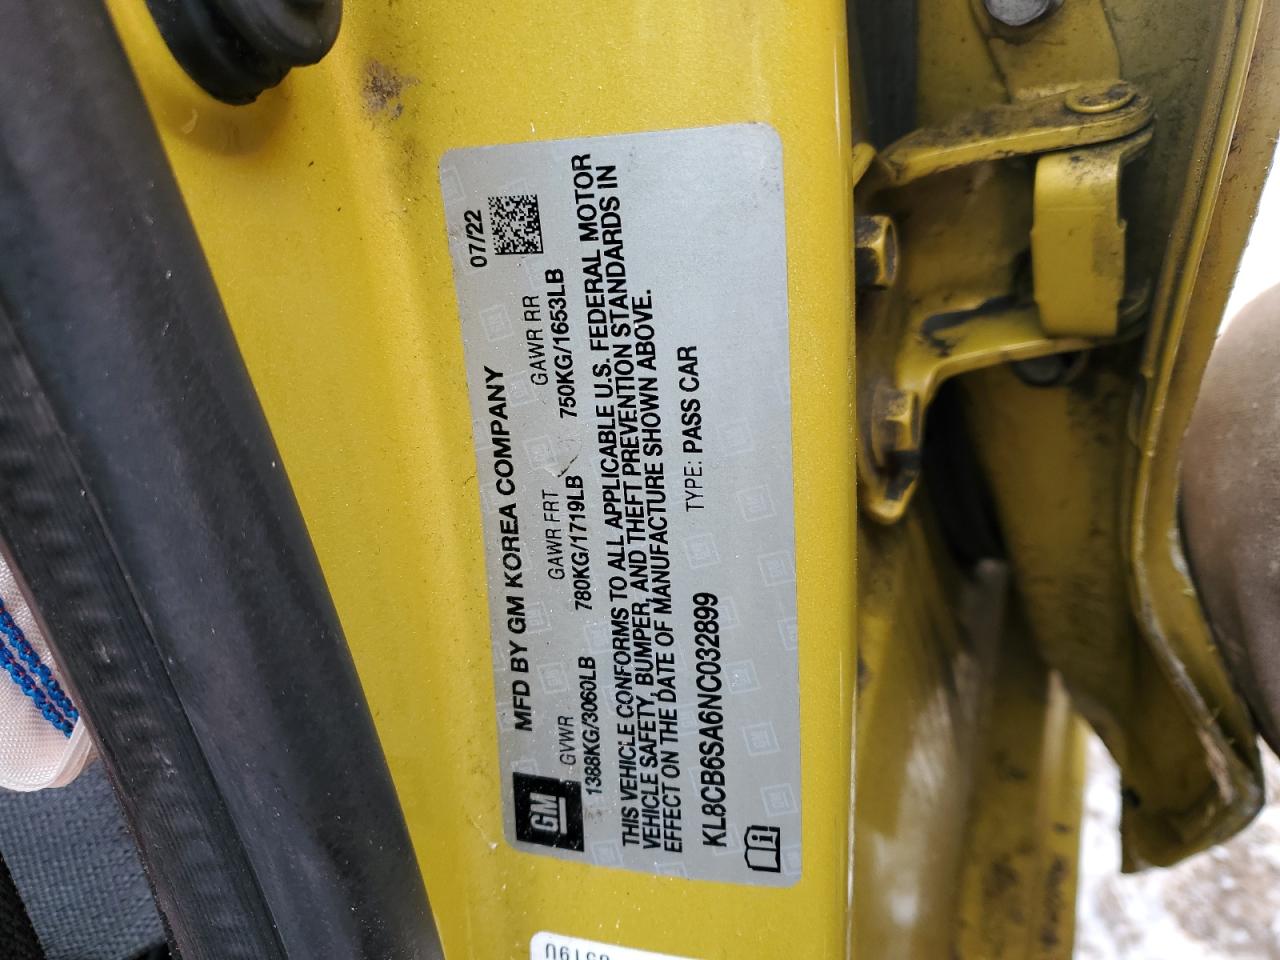 MFD BY GM KOREA COMPANY 07/22
GM
GVWR GAWR FRT GAWR RR
1388KG/3060LB 780KG/1719LB 750KG/1653LB
THIS VEHICLE CONFORMS TO ALL APPLICABLE U.S. FEDERAL MOTOR
VEHICLE SAFETY, BUMPER, AND THEFT PREVENTION STANDARDS IN
EFFECT ON THE DATE OF MANUFACTURE SHOWN ABOVE.
KL8CB6SA6NC032899 TYPE: PASS CAR